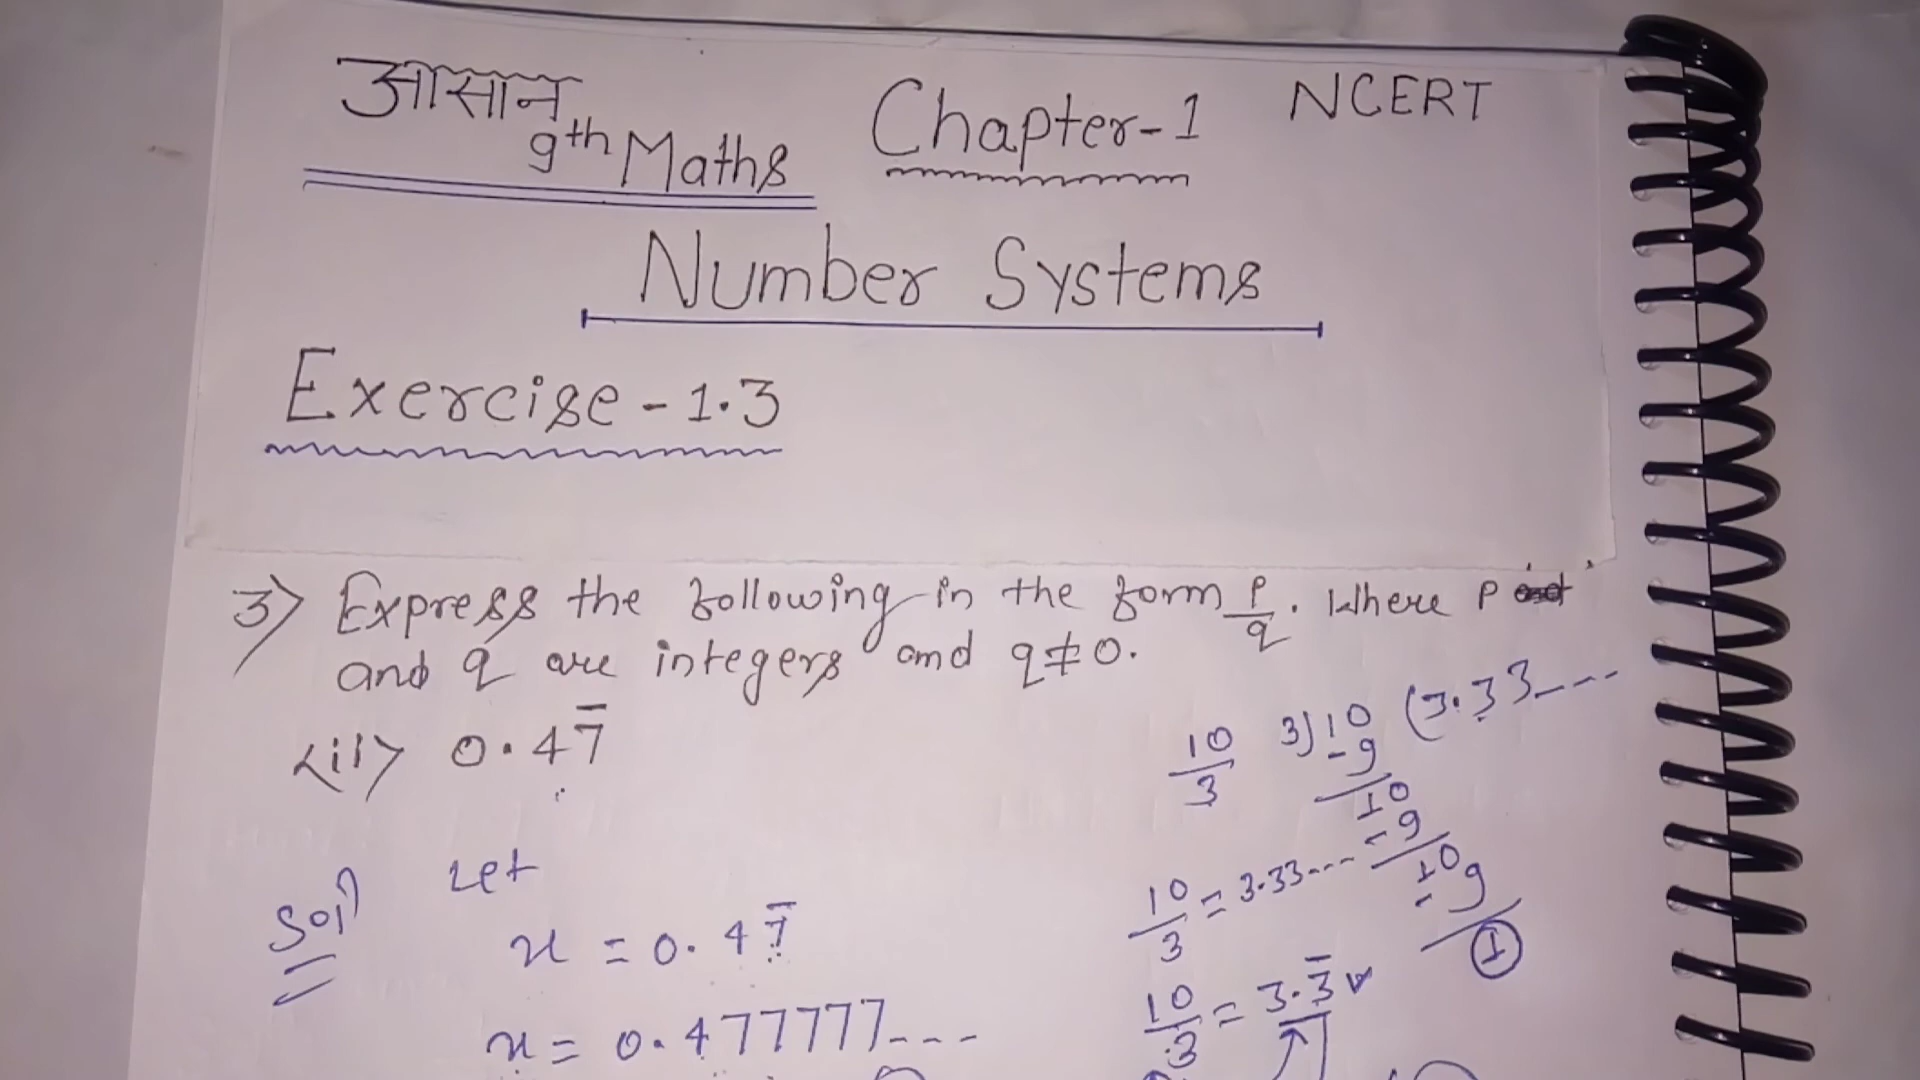 आसान
9th Maths
Chapter-1
NCERT
Number Systems
Exercise-1.3
3) Express the following in the form p/q. Where p
and q are integers and q≠0.
<ii> 0.47̅
10/3 3)10(3.33----
-9
10
-9
10
-9
1
Sol
Let
x = 0.47̅
x = 0.477777---
10/3 = 3.33---
10/3 = 3.3̅